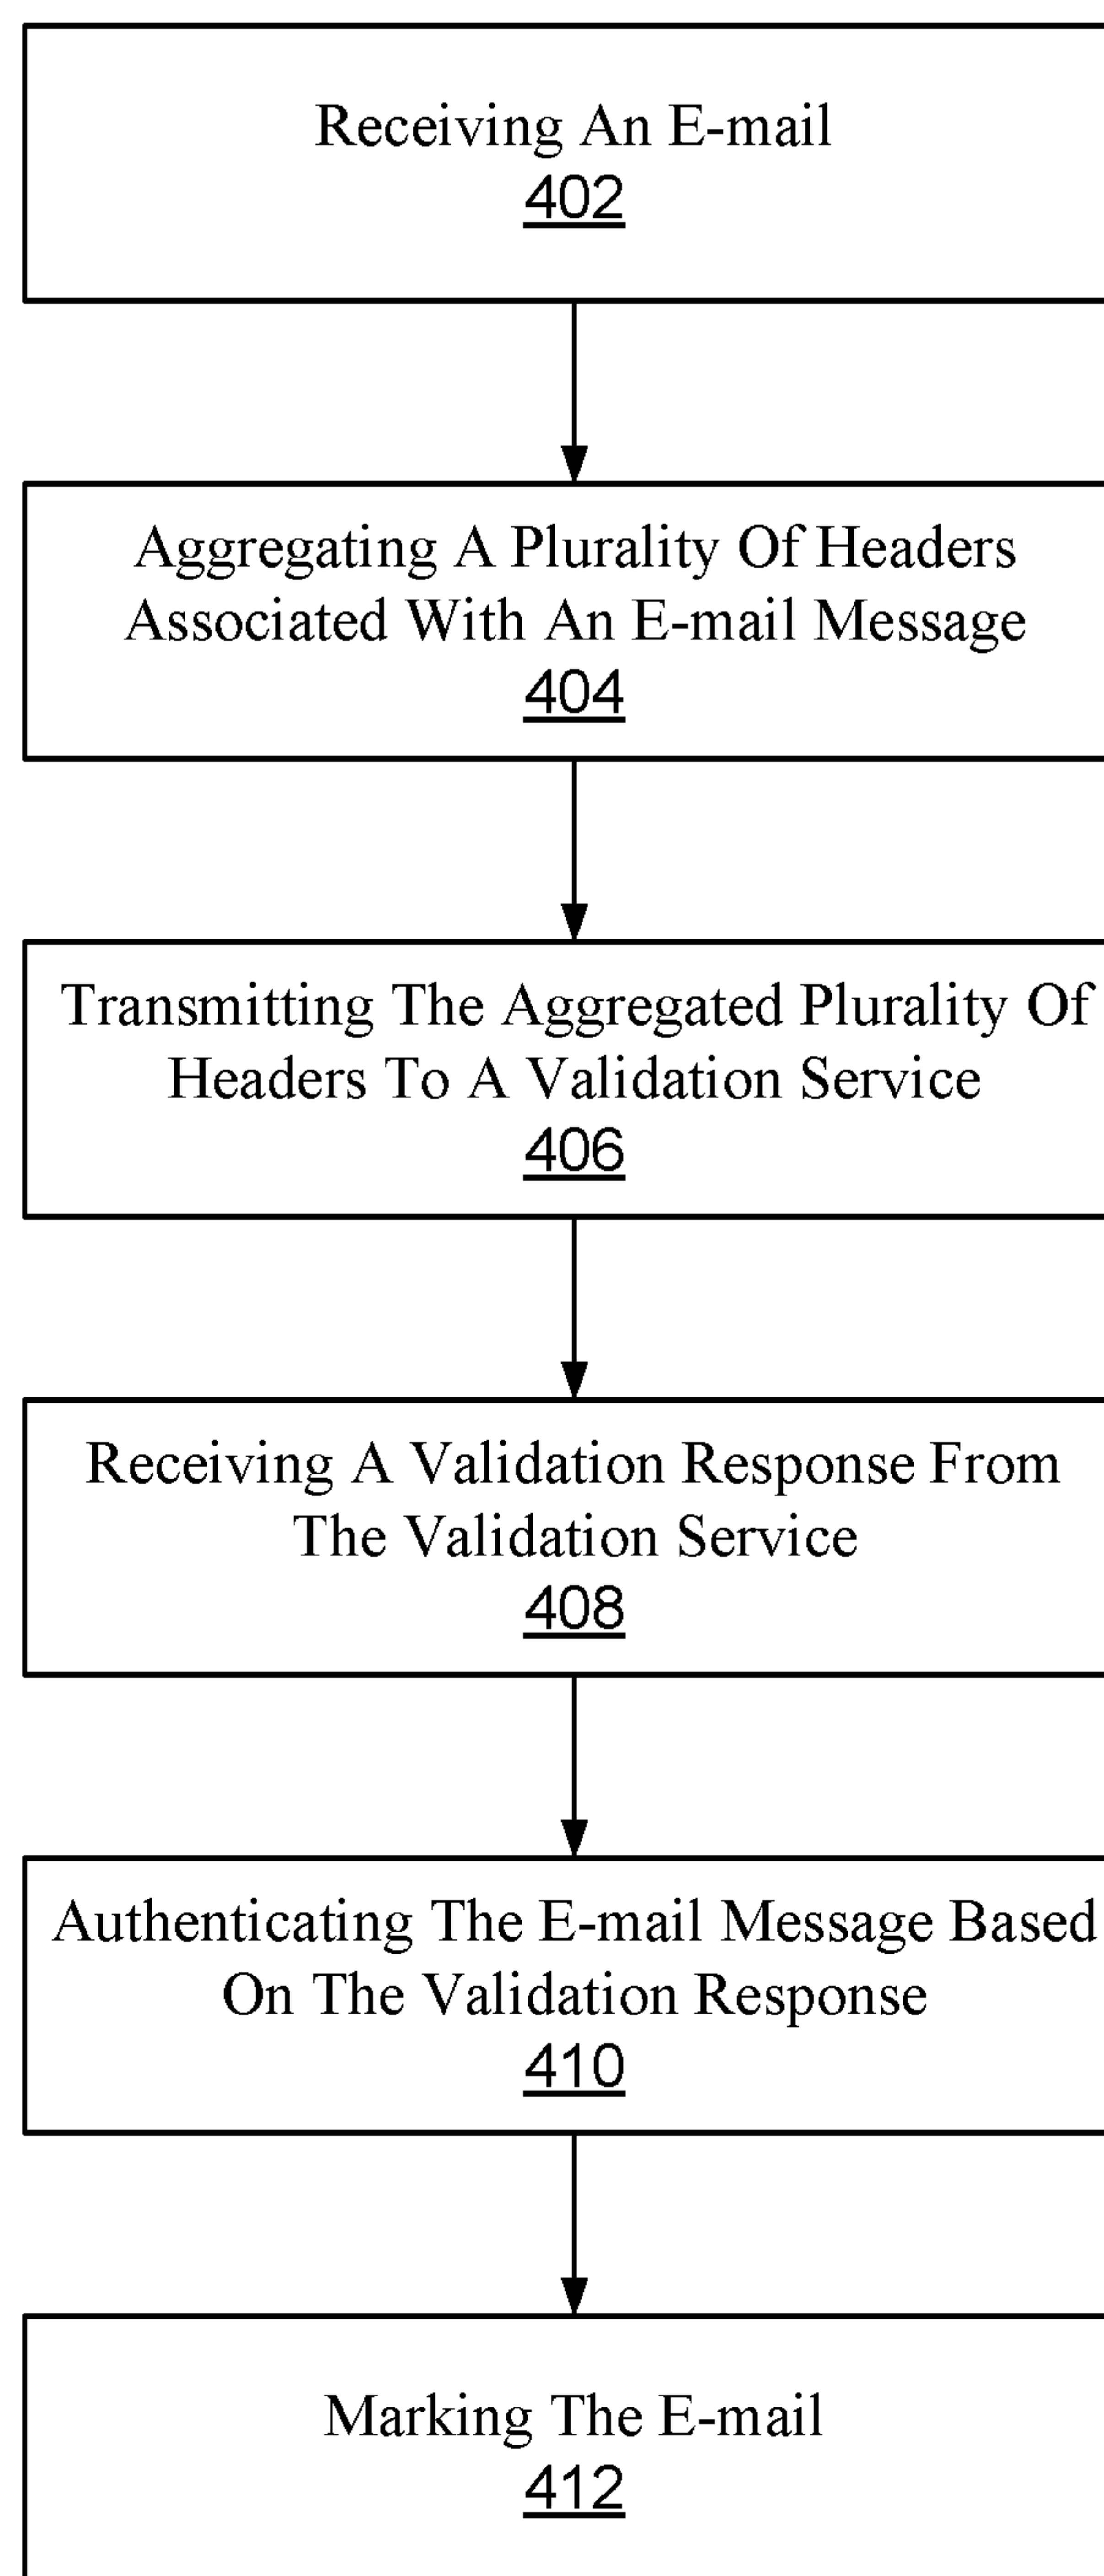 Receiving An E-mail
402
Aggregating A Plurality Of Headers
Associated With An E-mail Message
404
Transmitting The Aggregated Plurality Of
Headers To A Validation Service
406
Receiving A Validation Response From
The Validation Service
408
Authenticating The E-mail Message Based
On The Validation Response
410
Marking The E-mail
412